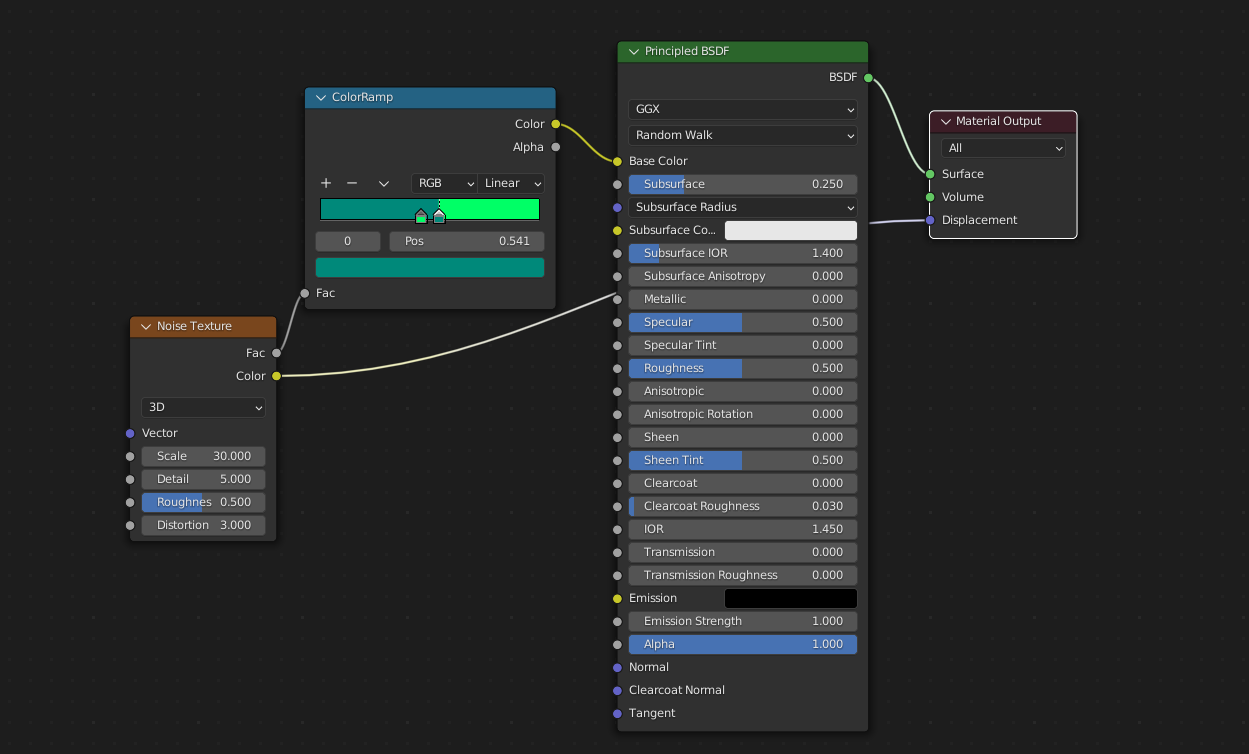 ColorRamp
Color
Alpha
RGB Linear
0 Pos 0.541
Fac
Noise Texture
Fac
Color
3D
Vector
Scale 30.000
Detail 5.000
Roughnes 0.500
Distortion 3.000
Principled BSDF
BSDF
GGX
Random Walk
Base Color
Subsurface 0.250
Subsurface Radius
Subsurface Co...
Subsurface IOR 1.400
Subsurface Anisotropy 0.000
Metallic 0.000
Specular 0.500
Specular Tint 0.000
Roughness 0.500
Anisotropic 0.000
Anisotropic Rotation 0.000
Sheen 0.000
Sheen Tint 0.500
Clearcoat 0.000
Clearcoat Roughness 0.030
IOR 1.450
Transmission 0.000
Transmission Roughness 0.000
Emission
Emission Strength 1.000
Alpha 1.000
Normal
Clearcoat Normal
Tangent
Material Output
All
Surface
Volume
Displacement